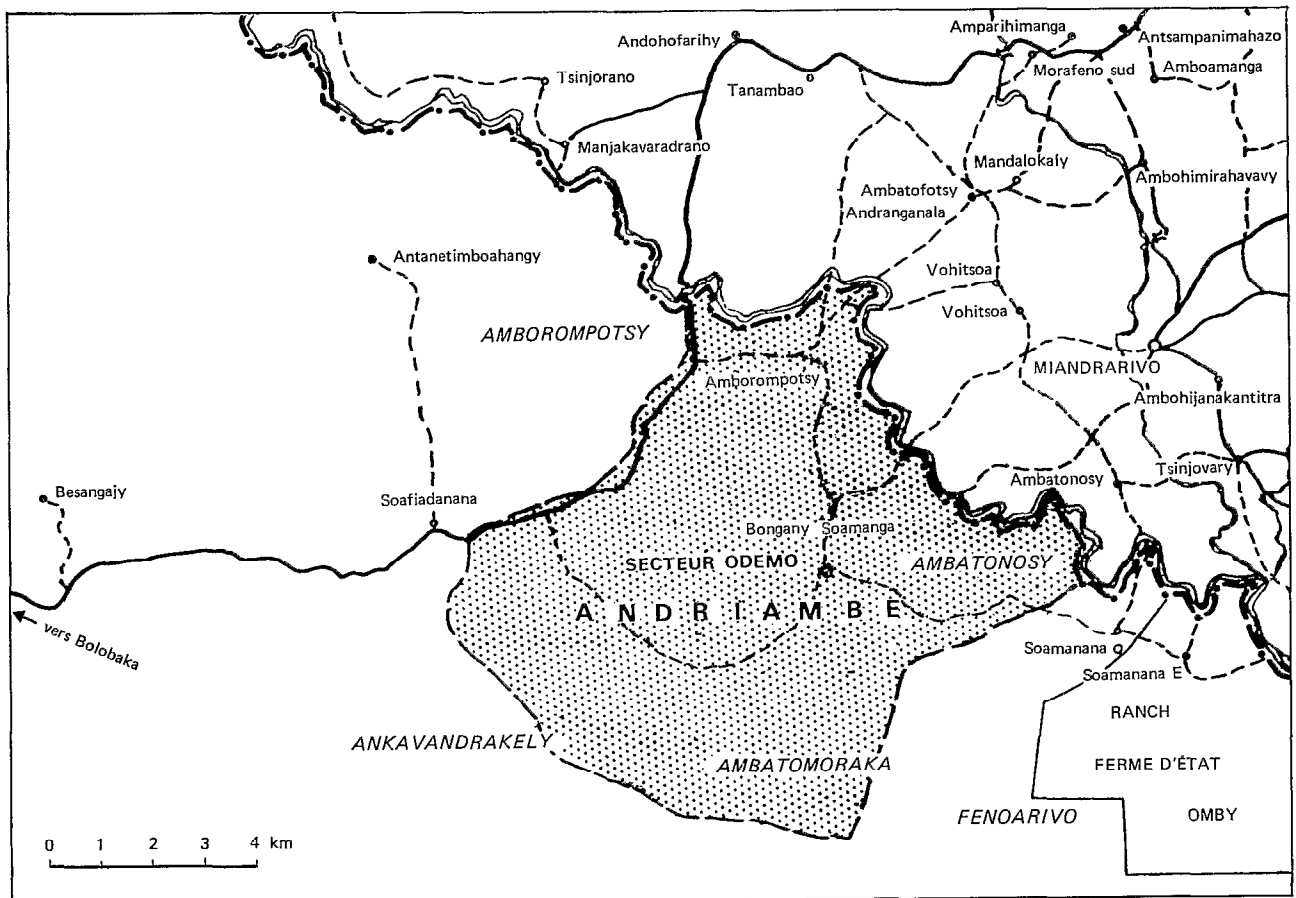 Amparihimanga
Andohofarihy
Antsampanimahazo
Tsinjorano
Morafeno sud
Amboamanga
Tanambao
Manjakavaradrano
Mandalokaly
Ambatofotsy
Ambohimirahavavy
Andranganala
Antanetimboahangy
Vohitsoa
Vohitsoa
AMBOROMPOTSY
MIANDRARIVO
Amborompotsy
Ambohijanakantitra
Besangajy
Soafiadanana
Ambatonosy
Tsinjovary
Bongany Soamanga
SECTEUR ODEMO
AMBATONOSY
ANDRIAMBE
vers Bolobaka
Soamanana
Soamanana E
RANCH
ANKAVANDRAKELY
AMBATOMORAKA
FERME D'ÉTAT
FENOARIVO
OMBY
0 1 2 3 4 km